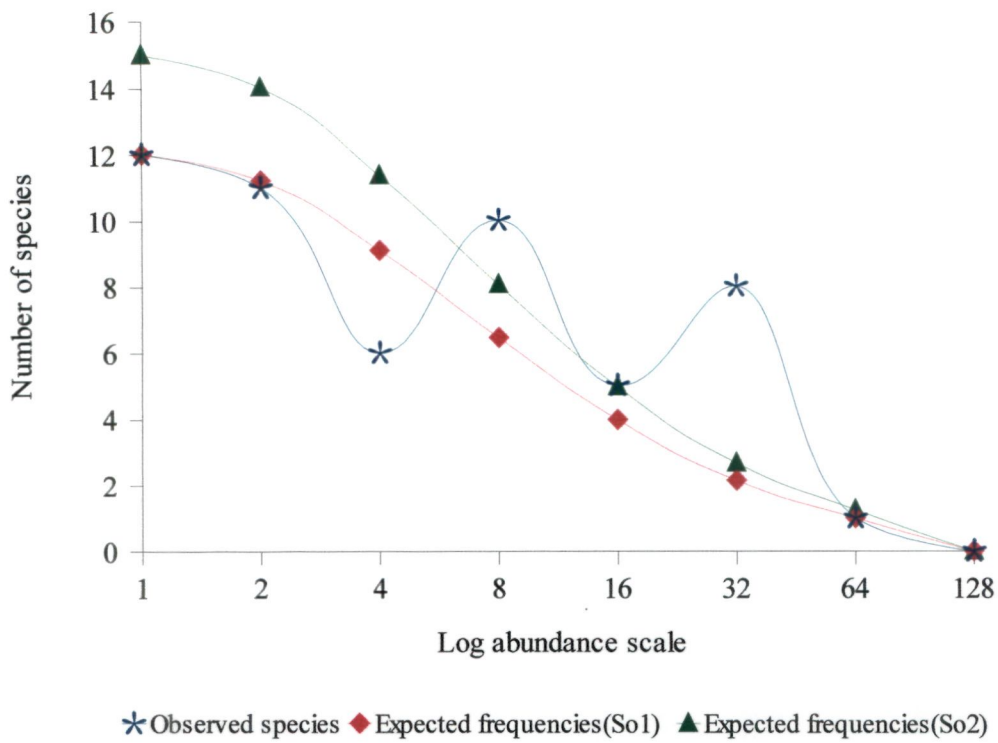 16
14
12
10
8
6
4
2
0
Number of species
1 2 4 8 16 32 64 128
Log abundance scale
Observed species Expected frequencies(So1) Expected frequencies(So2)